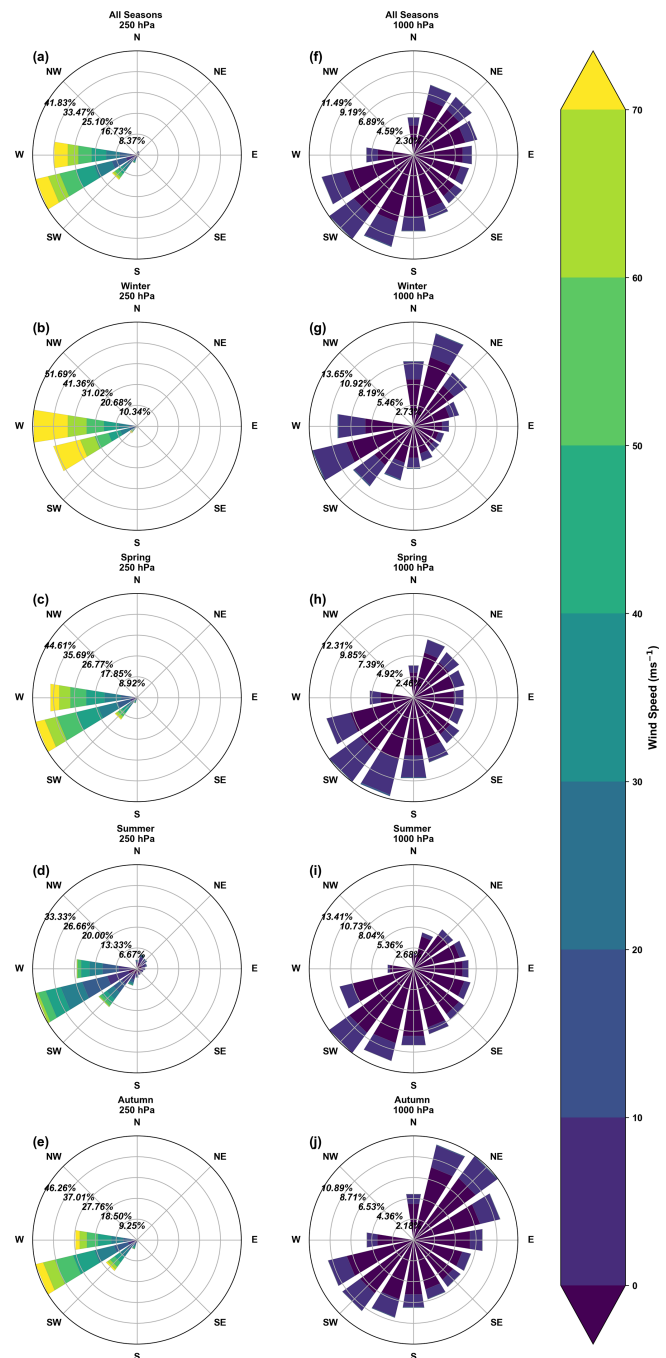 All Seasons
250 hPa
N
(a)
NW
NE
41.83%
33.47%
25.10%
16.73%
8.37%
W
E
SW
SE
S
All Seasons
1000 hPa
N
(f)
NW
NE
11.49%
9.19%
6.89%
4.59%
2.30%
W
E
SW
SE
S
Winter
250 hPa
N
(b)
NW
NE
51.69%
41.36%
31.02%
20.68%
10.34%
W
E
SW
SE
S
Winter
1000 hPa
N
(g)
NW
NE
13.65%
10.92%
8.19%
5.46%
2.73%
W
E
SW
SE
S
Spring
250 hPa
N
(c)
NW
NE
44.61%
35.69%
26.77%
17.85%
8.92%
W
E
SW
SE
S
Spring
1000 hPa
N
(h)
NW
NE
12.31%
9.85%
7.39%
4.92%
2.46%
W
E
SW
SE
S
Summer
250 hPa
N
(d)
NW
NE
33.33%
26.66%
20.00%
13.33%
6.67%
W
E
SW
SE
S
Summer
1000 hPa
N
(i)
NW
NE
13.41%
10.73%
8.04%
5.36%
2.68%
W
E
SW
SE
S
Autumn
250 hPa
N
(e)
NW
NE
46.26%
37.01%
27.76%
18.50%
9.25%
W
E
SW
SE
S
Autumn
1000 hPa
N
(j)
NW
NE
10.89%
8.71%
6.53%
4.36%
2.18%
W
E
SW
SE
S
70
60
50
40
30
20
10
0
Wind Speed (ms⁻¹)